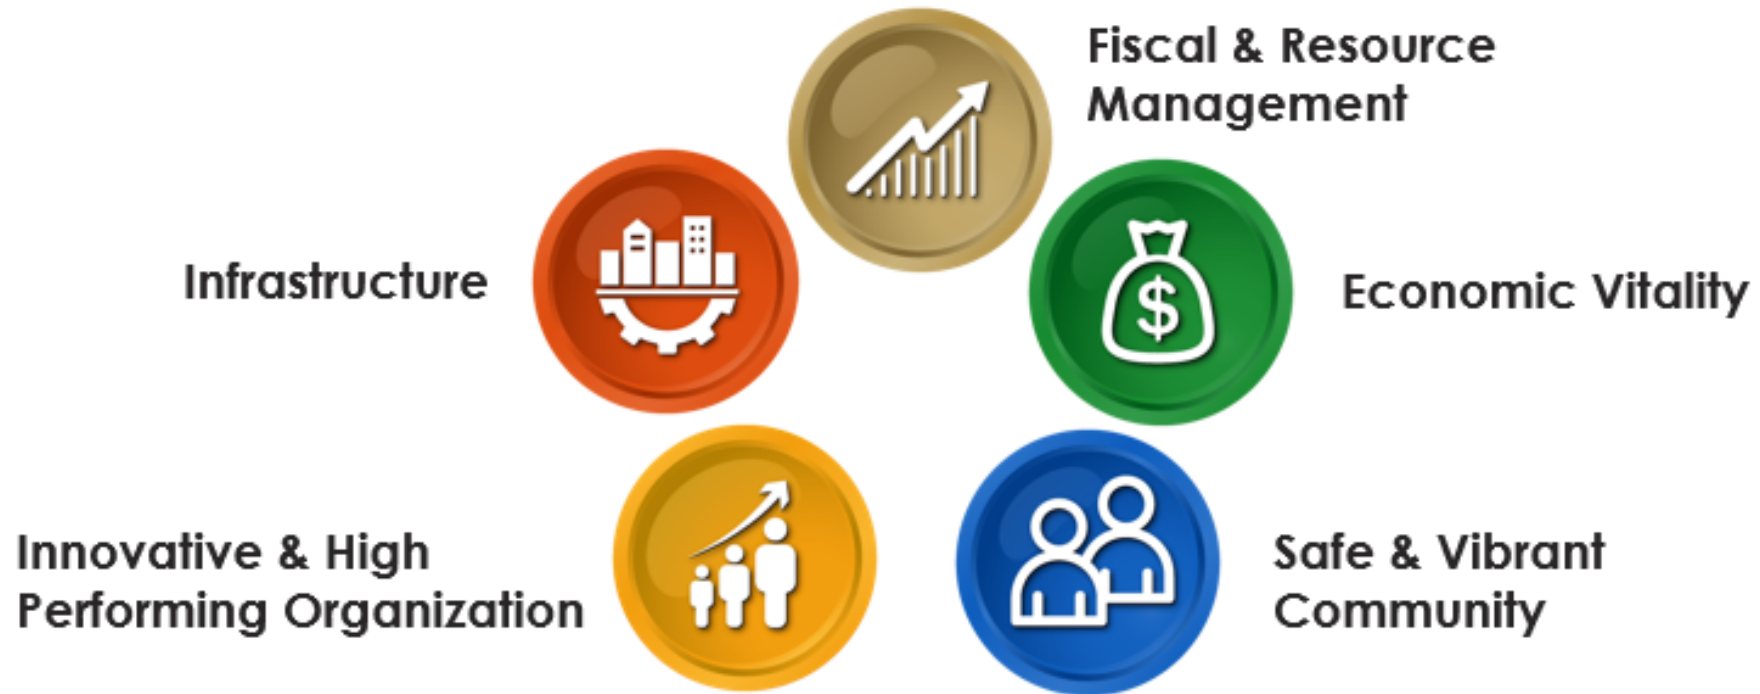 Fiscal & Resource
Management
Infrastructure
$
Economic Vitality
Innovative & High
Performing Organization
Safe & Vibrant
Community